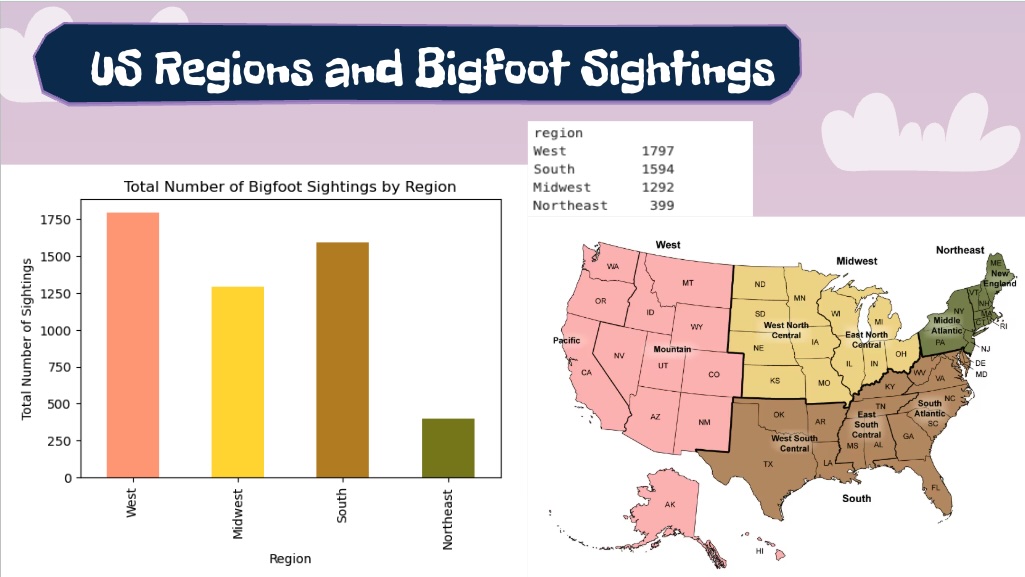 US Regions and Bigfoot Sightings
region
West 1797
South 1594
Midwest 1292
Northeast 399
Total Number of Bigfoot Sightings by Region
Total Number of Sightings
1750
1500
1250
1000
750
500
250
0
West
Midwest
South
Northeast
Region
West
Midwest
Northeast
Pacific
Mountain
West North
Central
East North
Central
Middle
Atlantic
New
England
West South
Central
East
South
Central
South
Atlantic
South
WA
OR
CA
NV
ID
MT
WY
UT
CO
AZ
NM
AK
HI
ND
SD
NE
KS
MN
IA
MO
WI
MI
IL
IN
OH
OK
TX
AR
LA
KY
TN
MS
AL
WV
VA
NC
SC
GA
FL
DE
MD
ME
VT
NH
MA
CT
RI
NY
PA
NJ